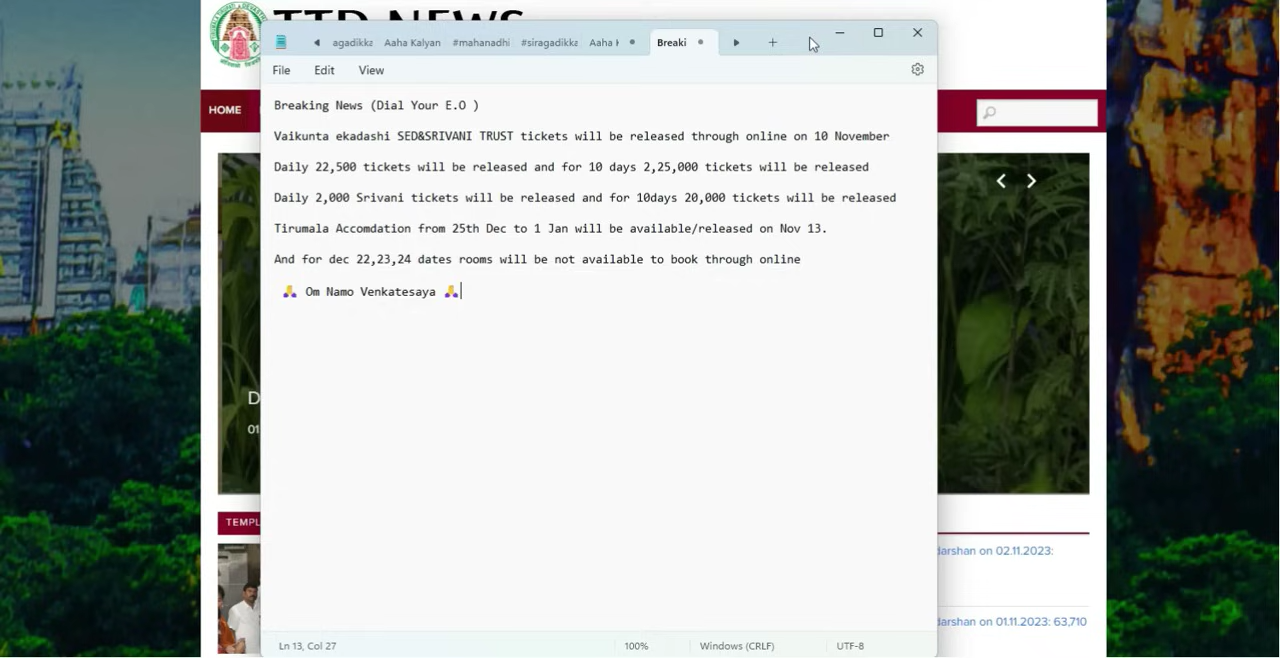 TTD NEWS
agadikka Aaha Kalyan #mahanadhi #siragadikka Aaha Breaki
File Edit View
HOME
Breaking News (Dial Your E.O )
Vaikunta ekadashi SED&SRIVANI TRUST tickets will be released through online on 10 November
Daily 22,500 tickets will be released and for 10 days 2,25,000 tickets will be released
Daily 2,000 Srivani tickets will be released and for 10days 20,000 tickets will be released
Tirumala Accomdation from 25th Dec to 1 Jan will be available/released on Nov 13.
And for dec 22,23,24 dates rooms will be not available to book through online
🙏 Om Namo Venkatesaya 🙏
D
01
TEMPL
darshan on 02.11.2023:
darshan on 01.11.2023: 63,710
Ln 13, Col 27 100% Windows (CRLF) UTF-8